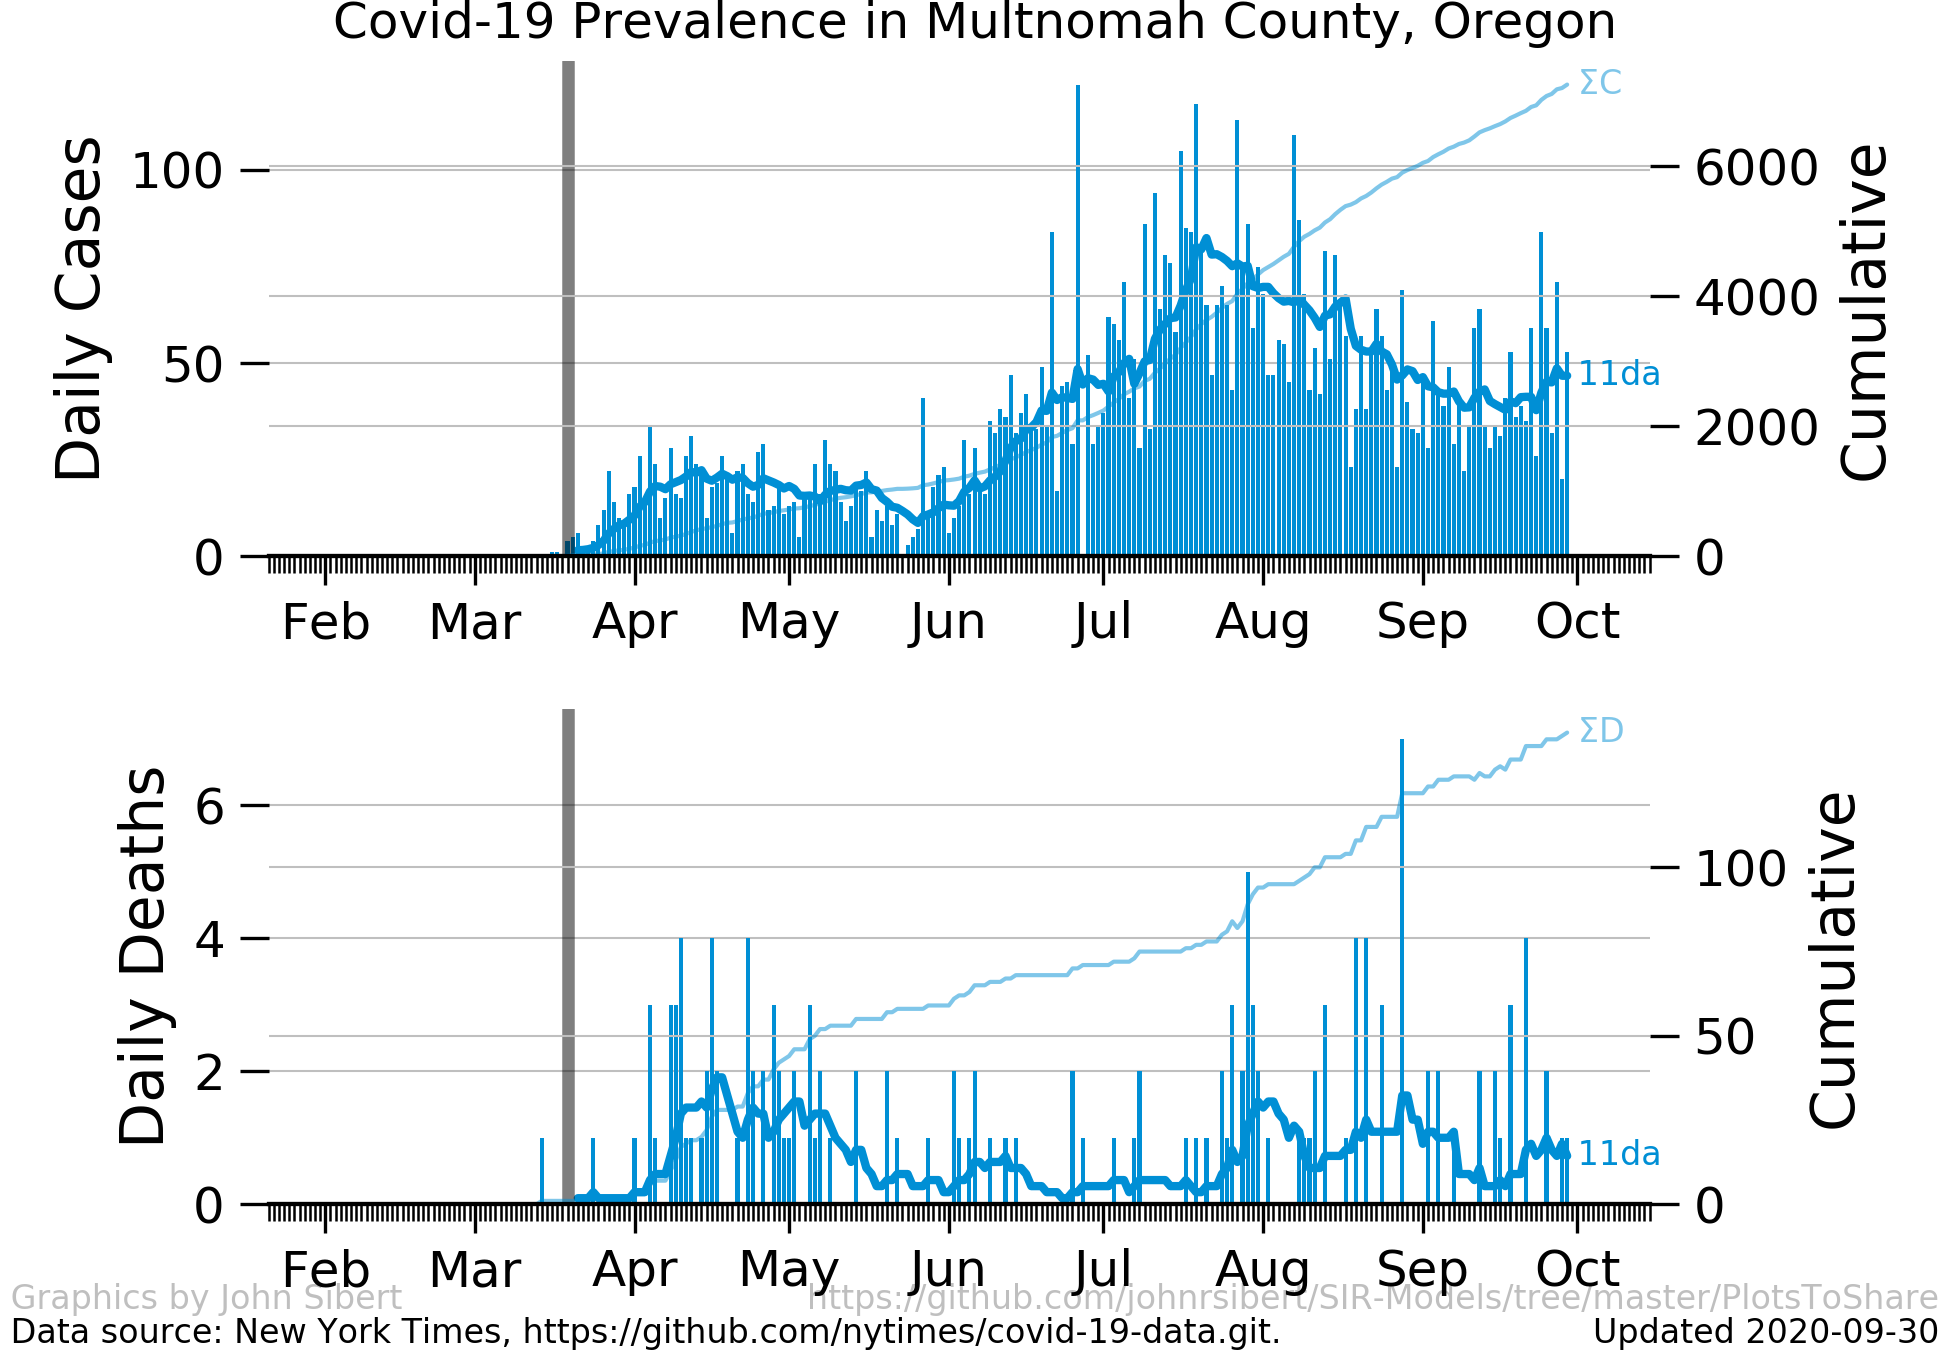 Covid-19 Prevalence in Multnomah County, Oregon
ΣC
100
6000
Daily Cases
Cumulative
4000
50
11da
2000
0
0
Feb Mar Apr May Jun Jul Aug Sep Oct
ΣD
6
100
Daily Deaths
Cumulative
4
50
2
11da
0
0
Feb Mar Apr May Jun Jul Aug Sep Oct
Graphics by John Sibert https://github.com/johnrsibert/SIR-Models/tree/master/PlotsToShare
Data source: New York Times, https://github.com/nytimes/covid-19-data.git. Updated 2020-09-30